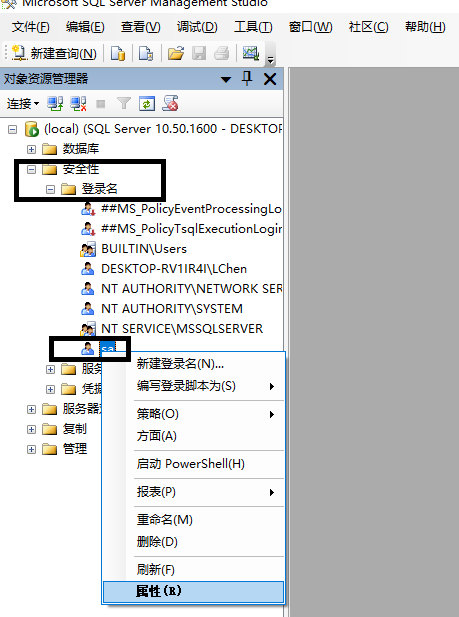 Microsoft SQL Server Management Studio
文件(F) 编辑(E) 查看(V) 调试(D) 工具(T) 窗口(W) 社区(C) 帮助(H)
新建查询(N)
对象资源管理器
连接
(local) (SQL Server 10.50.1600 - DESKTOP
数据库
安全性
登录名
##MS_PolicyEventProcessingLo
##MS_PolicyTsqlExecutionLogin
BUILTIN\Users
DESKTOP-RV1IR4I\LChen
NT AUTHORITY\NETWORK SER
NT AUTHORITY\SYSTEM
NT SERVICE\MSSQLSERVER
sa
服务
凭据
服务器
复制
管理
新建登录名(N)...
编写登录脚本为(S)
策略(O)
方面(A)
启动 PowerShell(H)
报表(P)
重命名(M)
删除(D)
刷新(F)
属性(R)